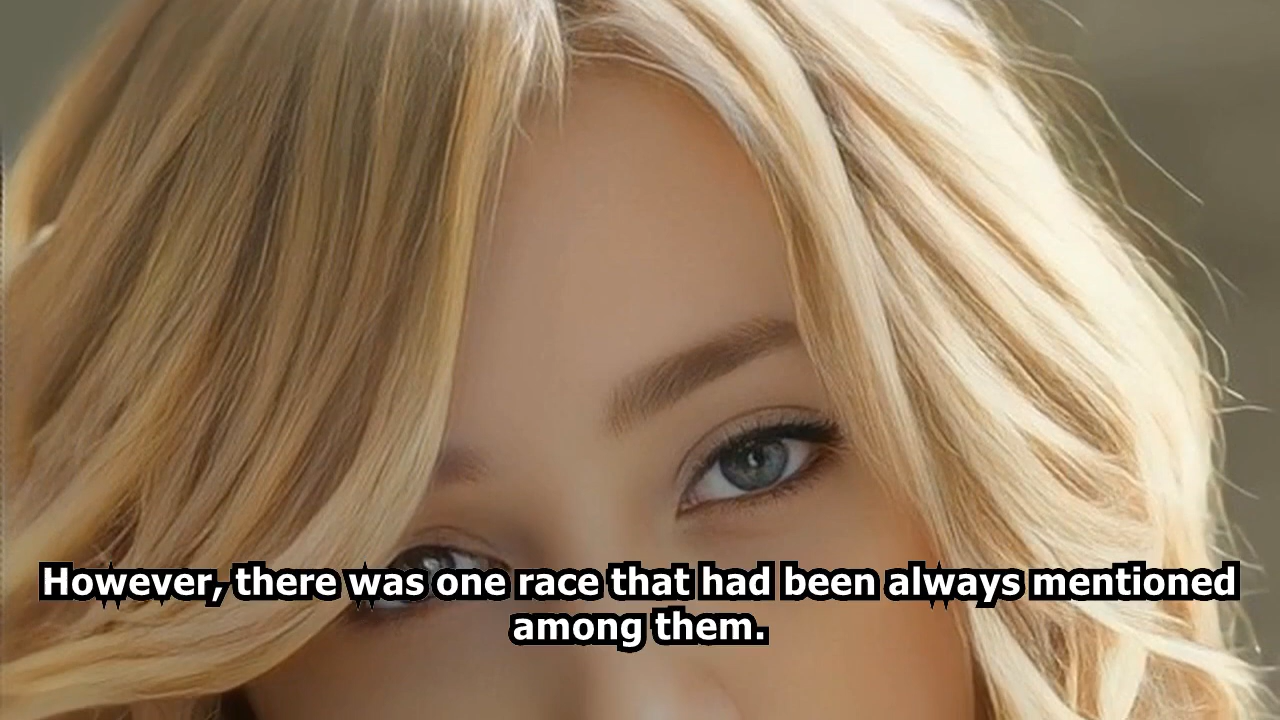 However, there was one race that had been always mentioned
among them.